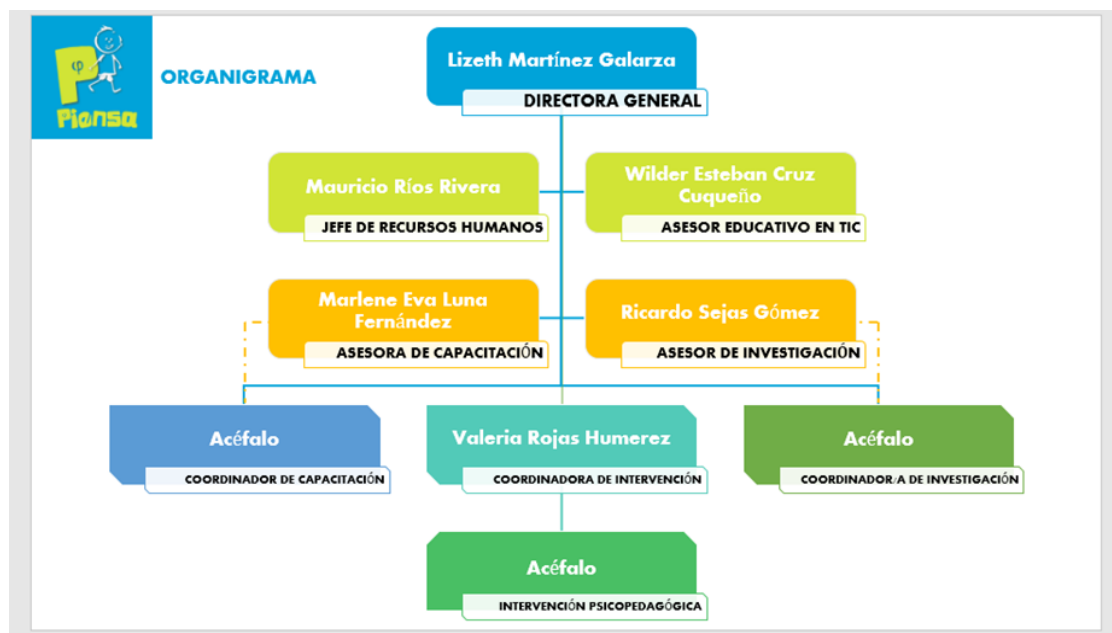 P
φ
Piensa
ORGANIGRAMA
Lizeth Martínez Galarza
DIRECTORA GENERAL
Mauricio Ríos Rivera
JEFE DE RECURSOS HUMANOS
Wilder Esteban Cruz
Cuqueño
ASESOR EDUCATIVO EN TIC
Marlene Eva Luna
Fernández
ASESORA DE CAPACITACIÓN
Ricardo Sejas Gómez
ASESOR DE INVESTIGACIÓN
Acéfalo
COORDINADOR DE CAPACITACIÓN
Valeria Rojas Humerez
COORDINADORA DE INTERVENCIÓN
Acéfalo
COORDINADOR/A DE INVESTIGACIÓN
Acéfalo
INTERVENCIÓN PSICOPEDAGÓGICA